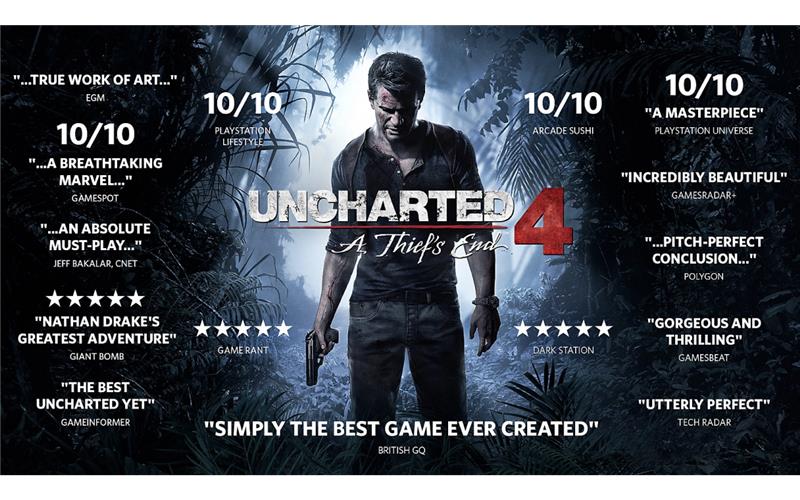 "...TRUE WORK OF ART..."
EGM
10/10
"...A BREATHTAKING
MARVEL..."
GAMESPOT
"...AN ABSOLUTE
MUST-PLAY..."
JEFF BAKALAR, CNET
★★★★★
"NATHAN DRAKE'S
GREATEST ADVENTURE"
GIANT BOMB
"THE BEST
UNCHARTED YET"
GAMEINFORMER
10/10
PLAYSTATION
LIFESTYLE
★★★★★
GAME RANT
UNCHARTED 4
A Thief's End
"SIMPLY THE BEST GAME EVER CREATED"
BRITISH GQ
10/10
ARCADE SUSHI
★★★★★
DARK STATION
10/10
"A MASTERPIECE"
PLAYSTATION UNIVERSE
"INCREDIBLY BEAUTIFUL"
GAMESRADAR+
"...PITCH-PERFECT
CONCLUSION..."
POLYGON
"GORGEOUS AND
THRILLING"
GAMESBEAT
"UTTERLY PERFECT"
TECH RADAR